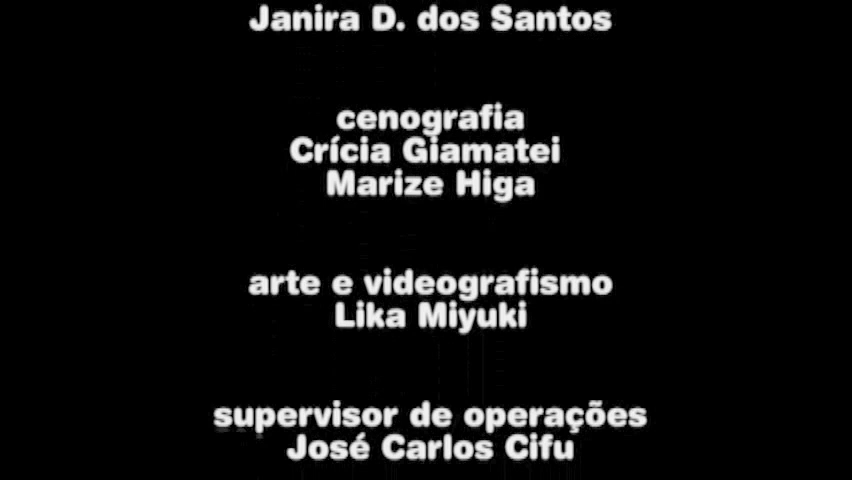 Janira D. dos Santos
cenografia
Crícia Giamatei
Marize Higa
arte e videografismo
Lika Miyuki
supervisor de operações
José Carlos Cifu